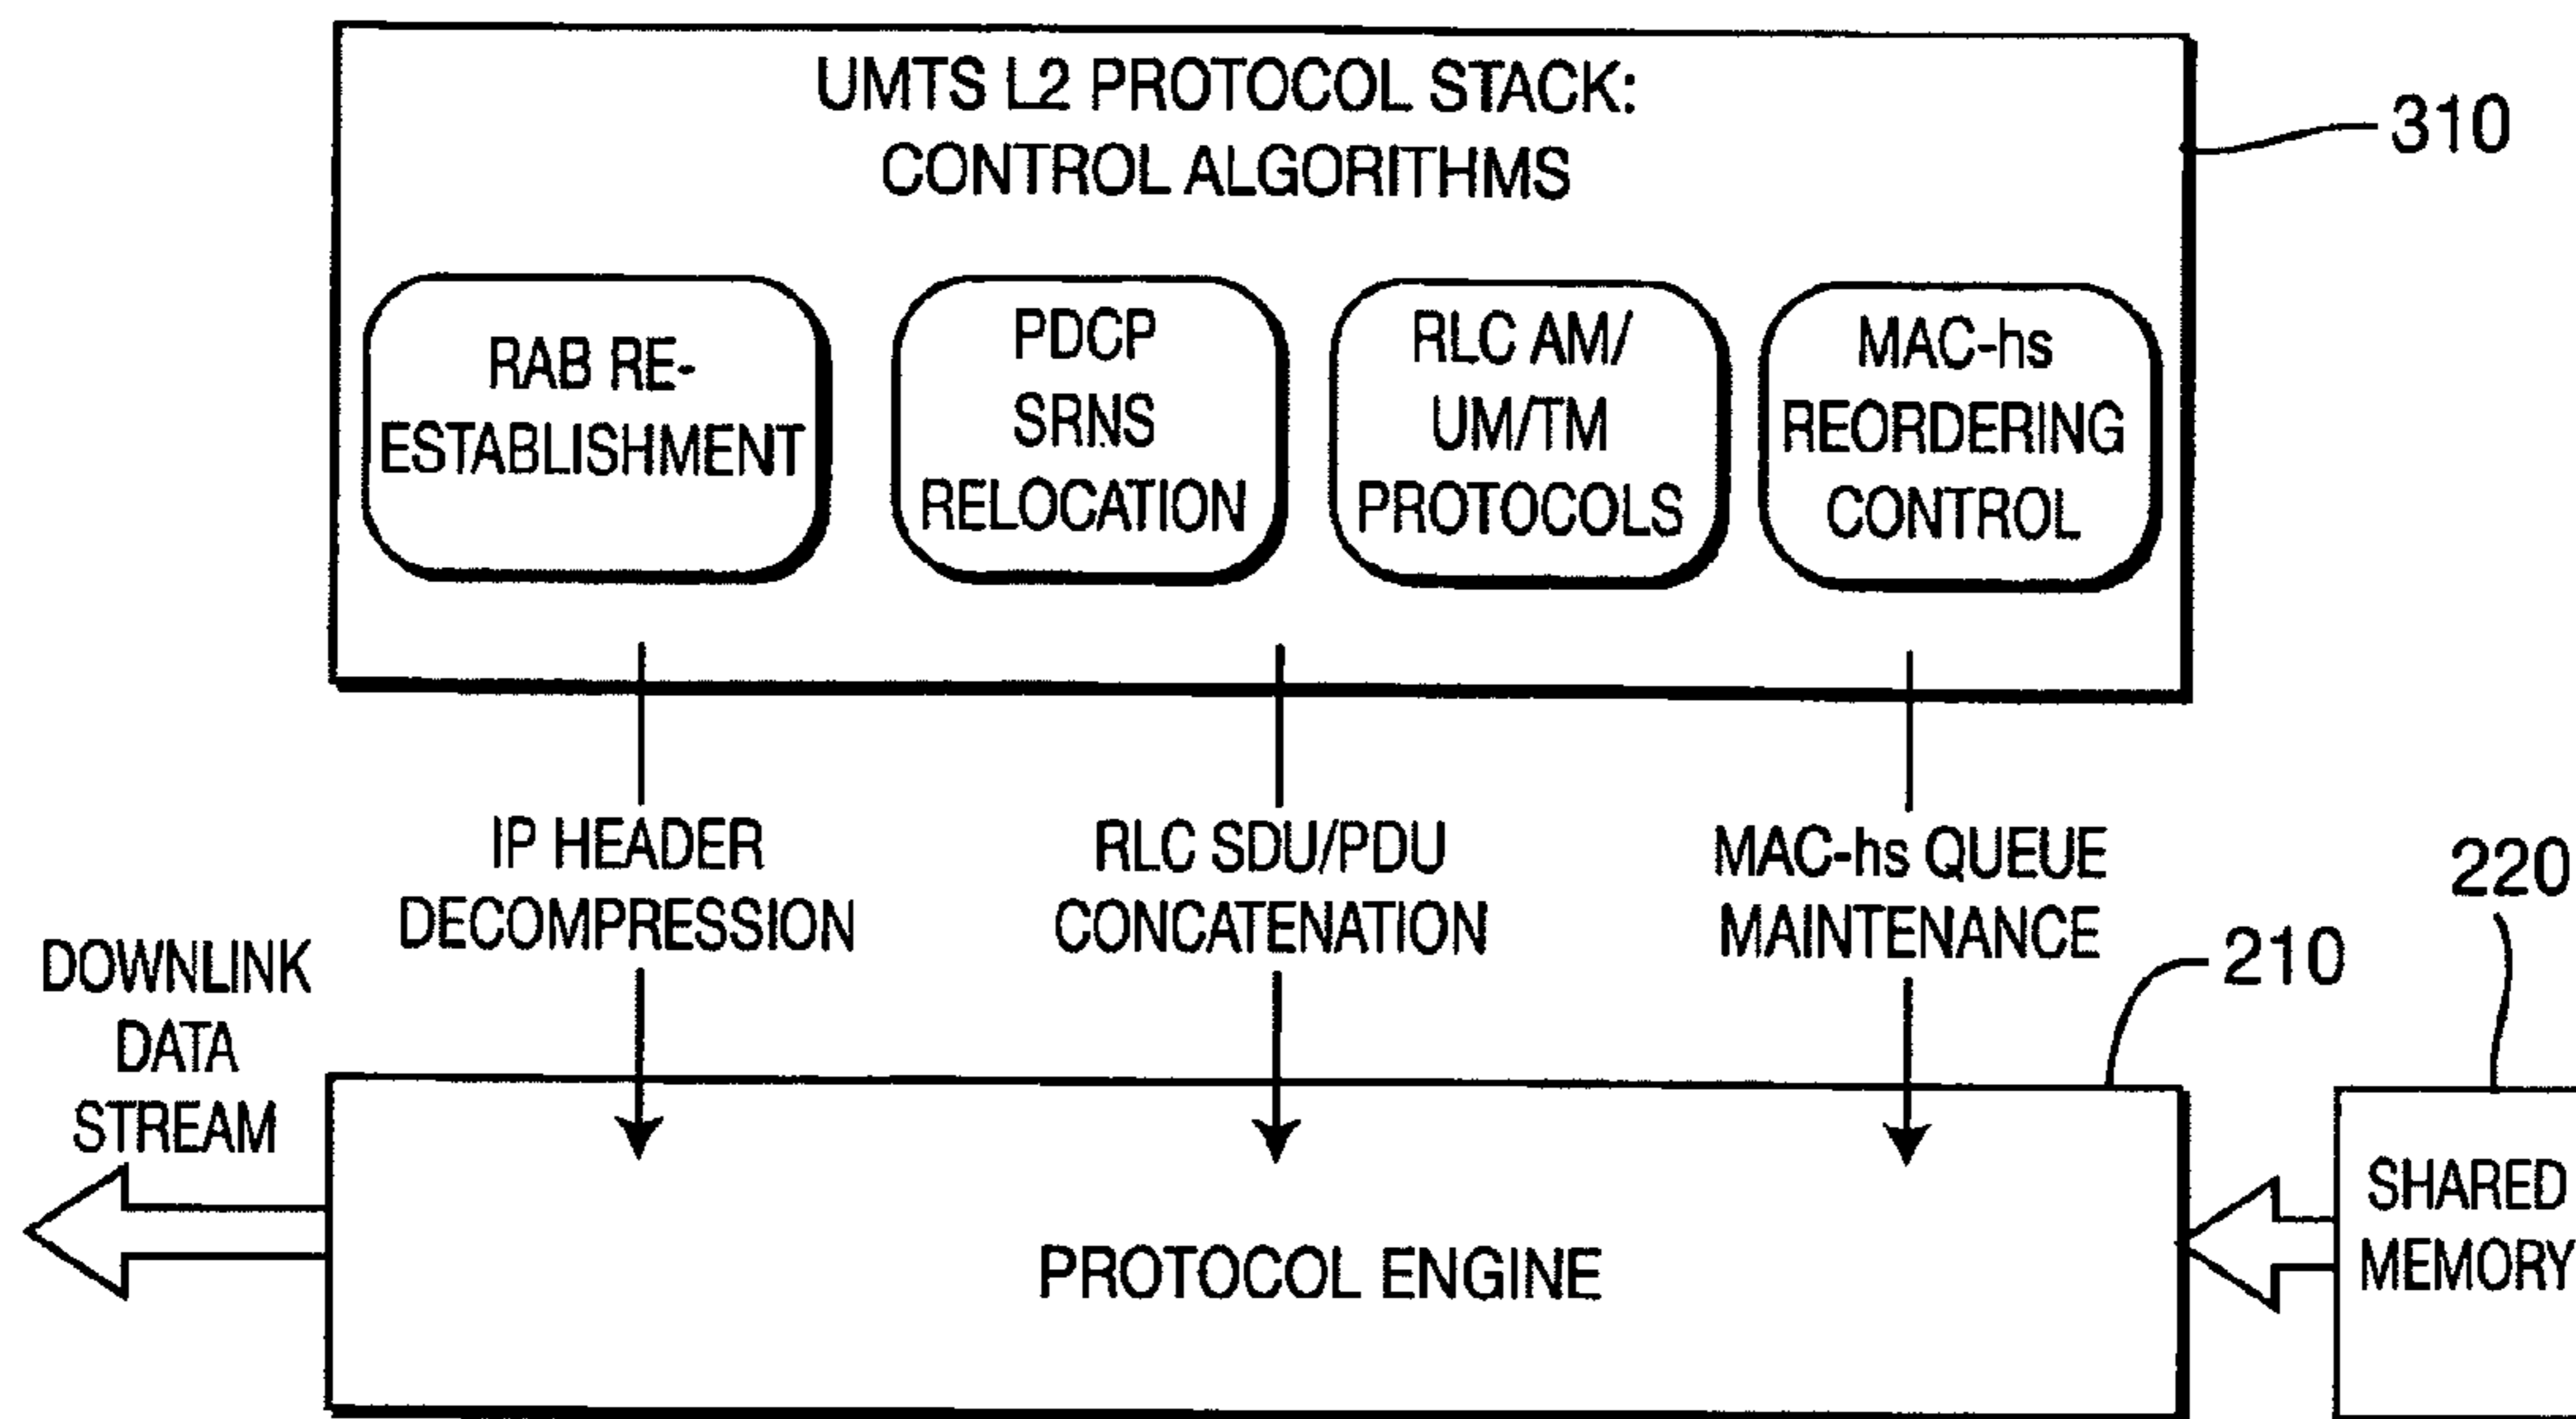 UMTS L2 PROTOCOL STACK:
CONTROL ALGORITHMS
310
RAB RE-
ESTABLISHMENT
PDCP
SRNS
RELOCATION
RLC AM/
UM/TM
PROTOCOLS
MAC-hs
REORDERING
CONTROL
IP HEADER
DECOMPRESSION
RLC SDU/PDU
CONCATENATION
MAC-hs QUEUE
MAINTENANCE
220
210
DOWNLINK
DATA
STREAM
PROTOCOL ENGINE
SHARED
MEMORY